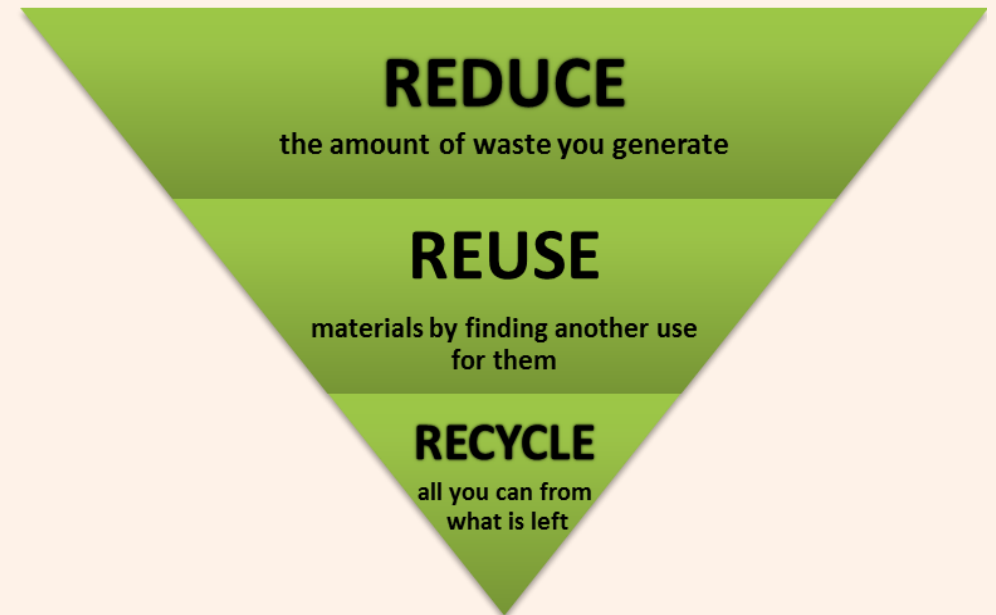 REDUCE
the amount of waste you generate
REUSE
materials by finding another use
for them
RECYCLE
all you can from
what is left